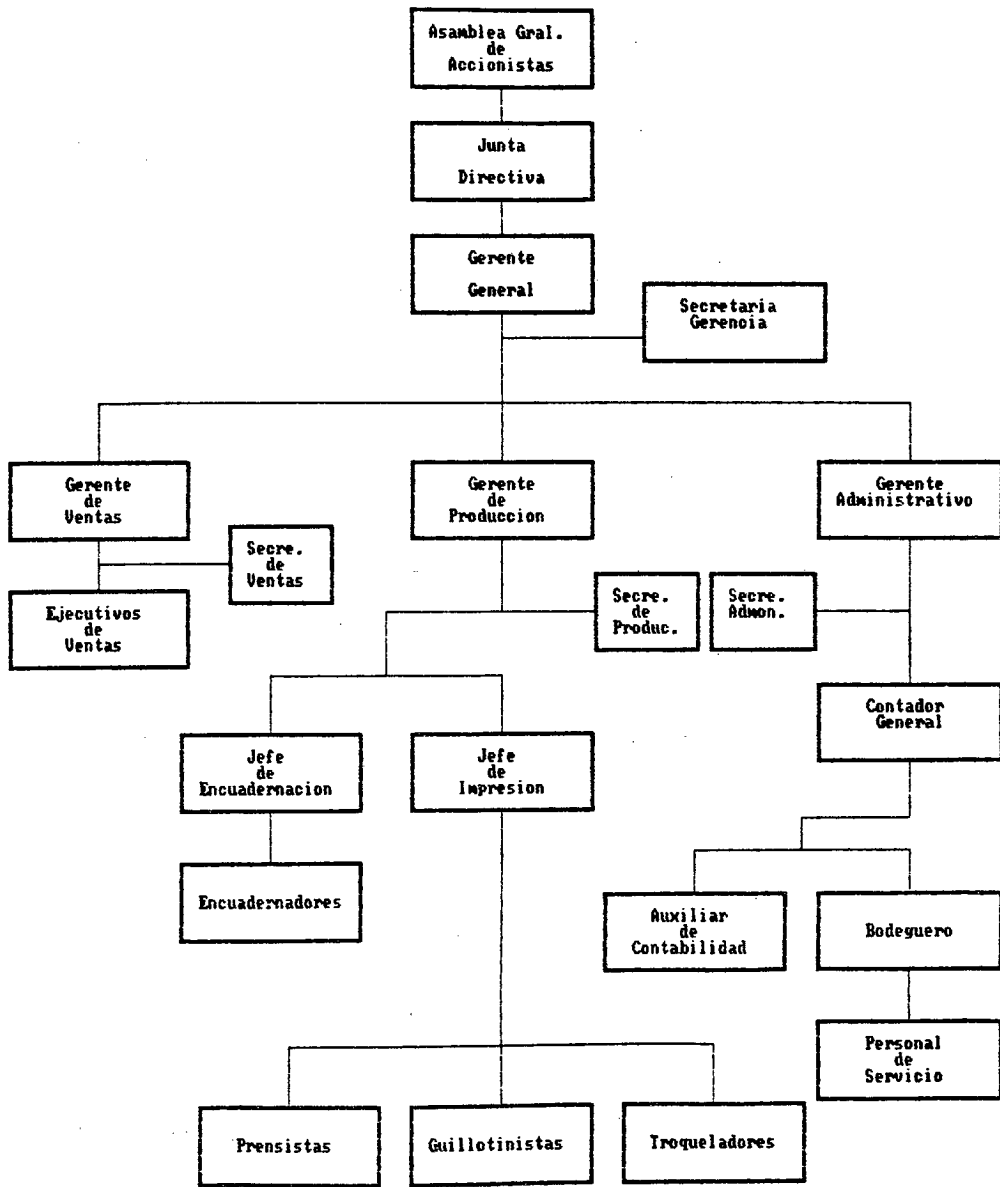 Asamblea Gral.
de
Accionistas
Junta
Directiva
Gerente
General
Secretaria
Gerencia
Gerente
de
Ventas
Gerente
de
Produccion
Gerente
Administrativo
Secre.
de
Ventas
Ejecutivos
de
Ventas
Secre.
de
Produc.
Secre.
Admon.
Contador
General
Jefe
de
Encuadernacion
Jefe
de
Impresion
Encuadernadores
Auxiliar
de
Contabilidad
Bodeguero
Personal
de
Servicio
Prensistas
Guillotinistas
Troqueladores